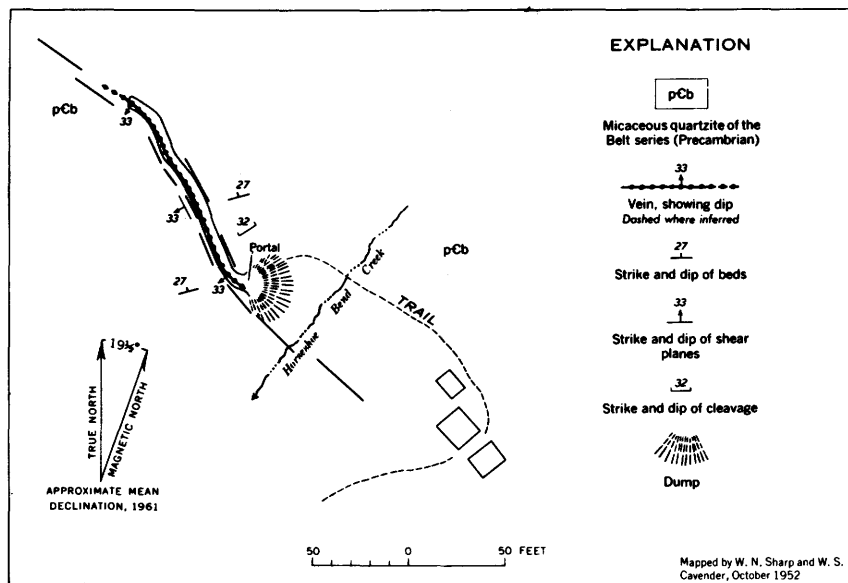 EXPLANATION
p€b
Micaceous quartzite of the
Belt series (Precambrian)
33
Vein, showing dip
Dashed where inferred
27
Strike and dip of beds
33
Strike and dip of shear
planes
32
Strike and dip of cleavage
Dump
p€b
33
27
33
32
Portal
27
33
p€b
Horseshoe Bend Creek
TRAIL
19½°
TRUE NORTH
MAGNETIC NORTH
APPROXIMATE MEAN
DECLINATION, 1961
50 0 50 FEET
Mapped by W. N. Sharp and W. S.
Cavender, October 1952